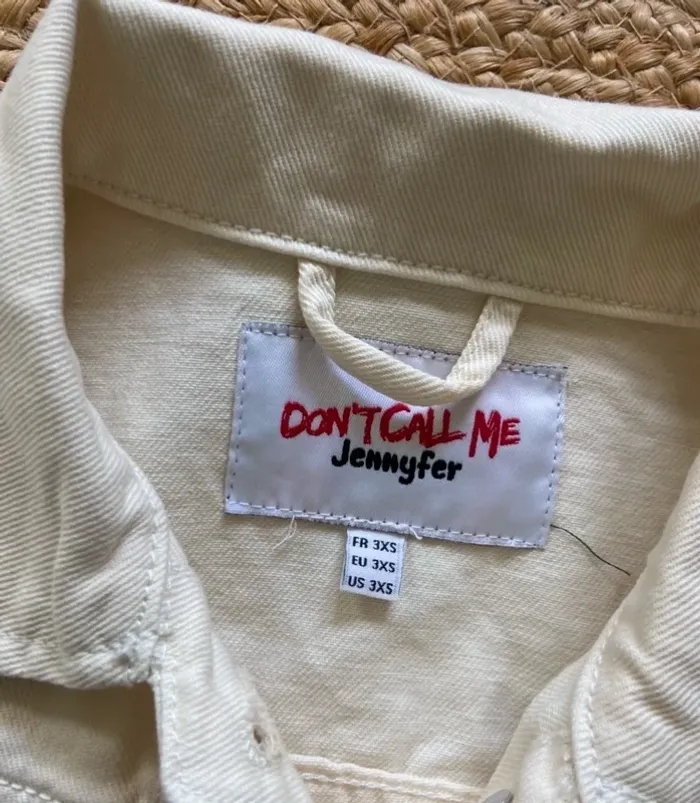 DON'T CALL ME
Jennyfer
FR 3XS
EU 3XS
US 3XS